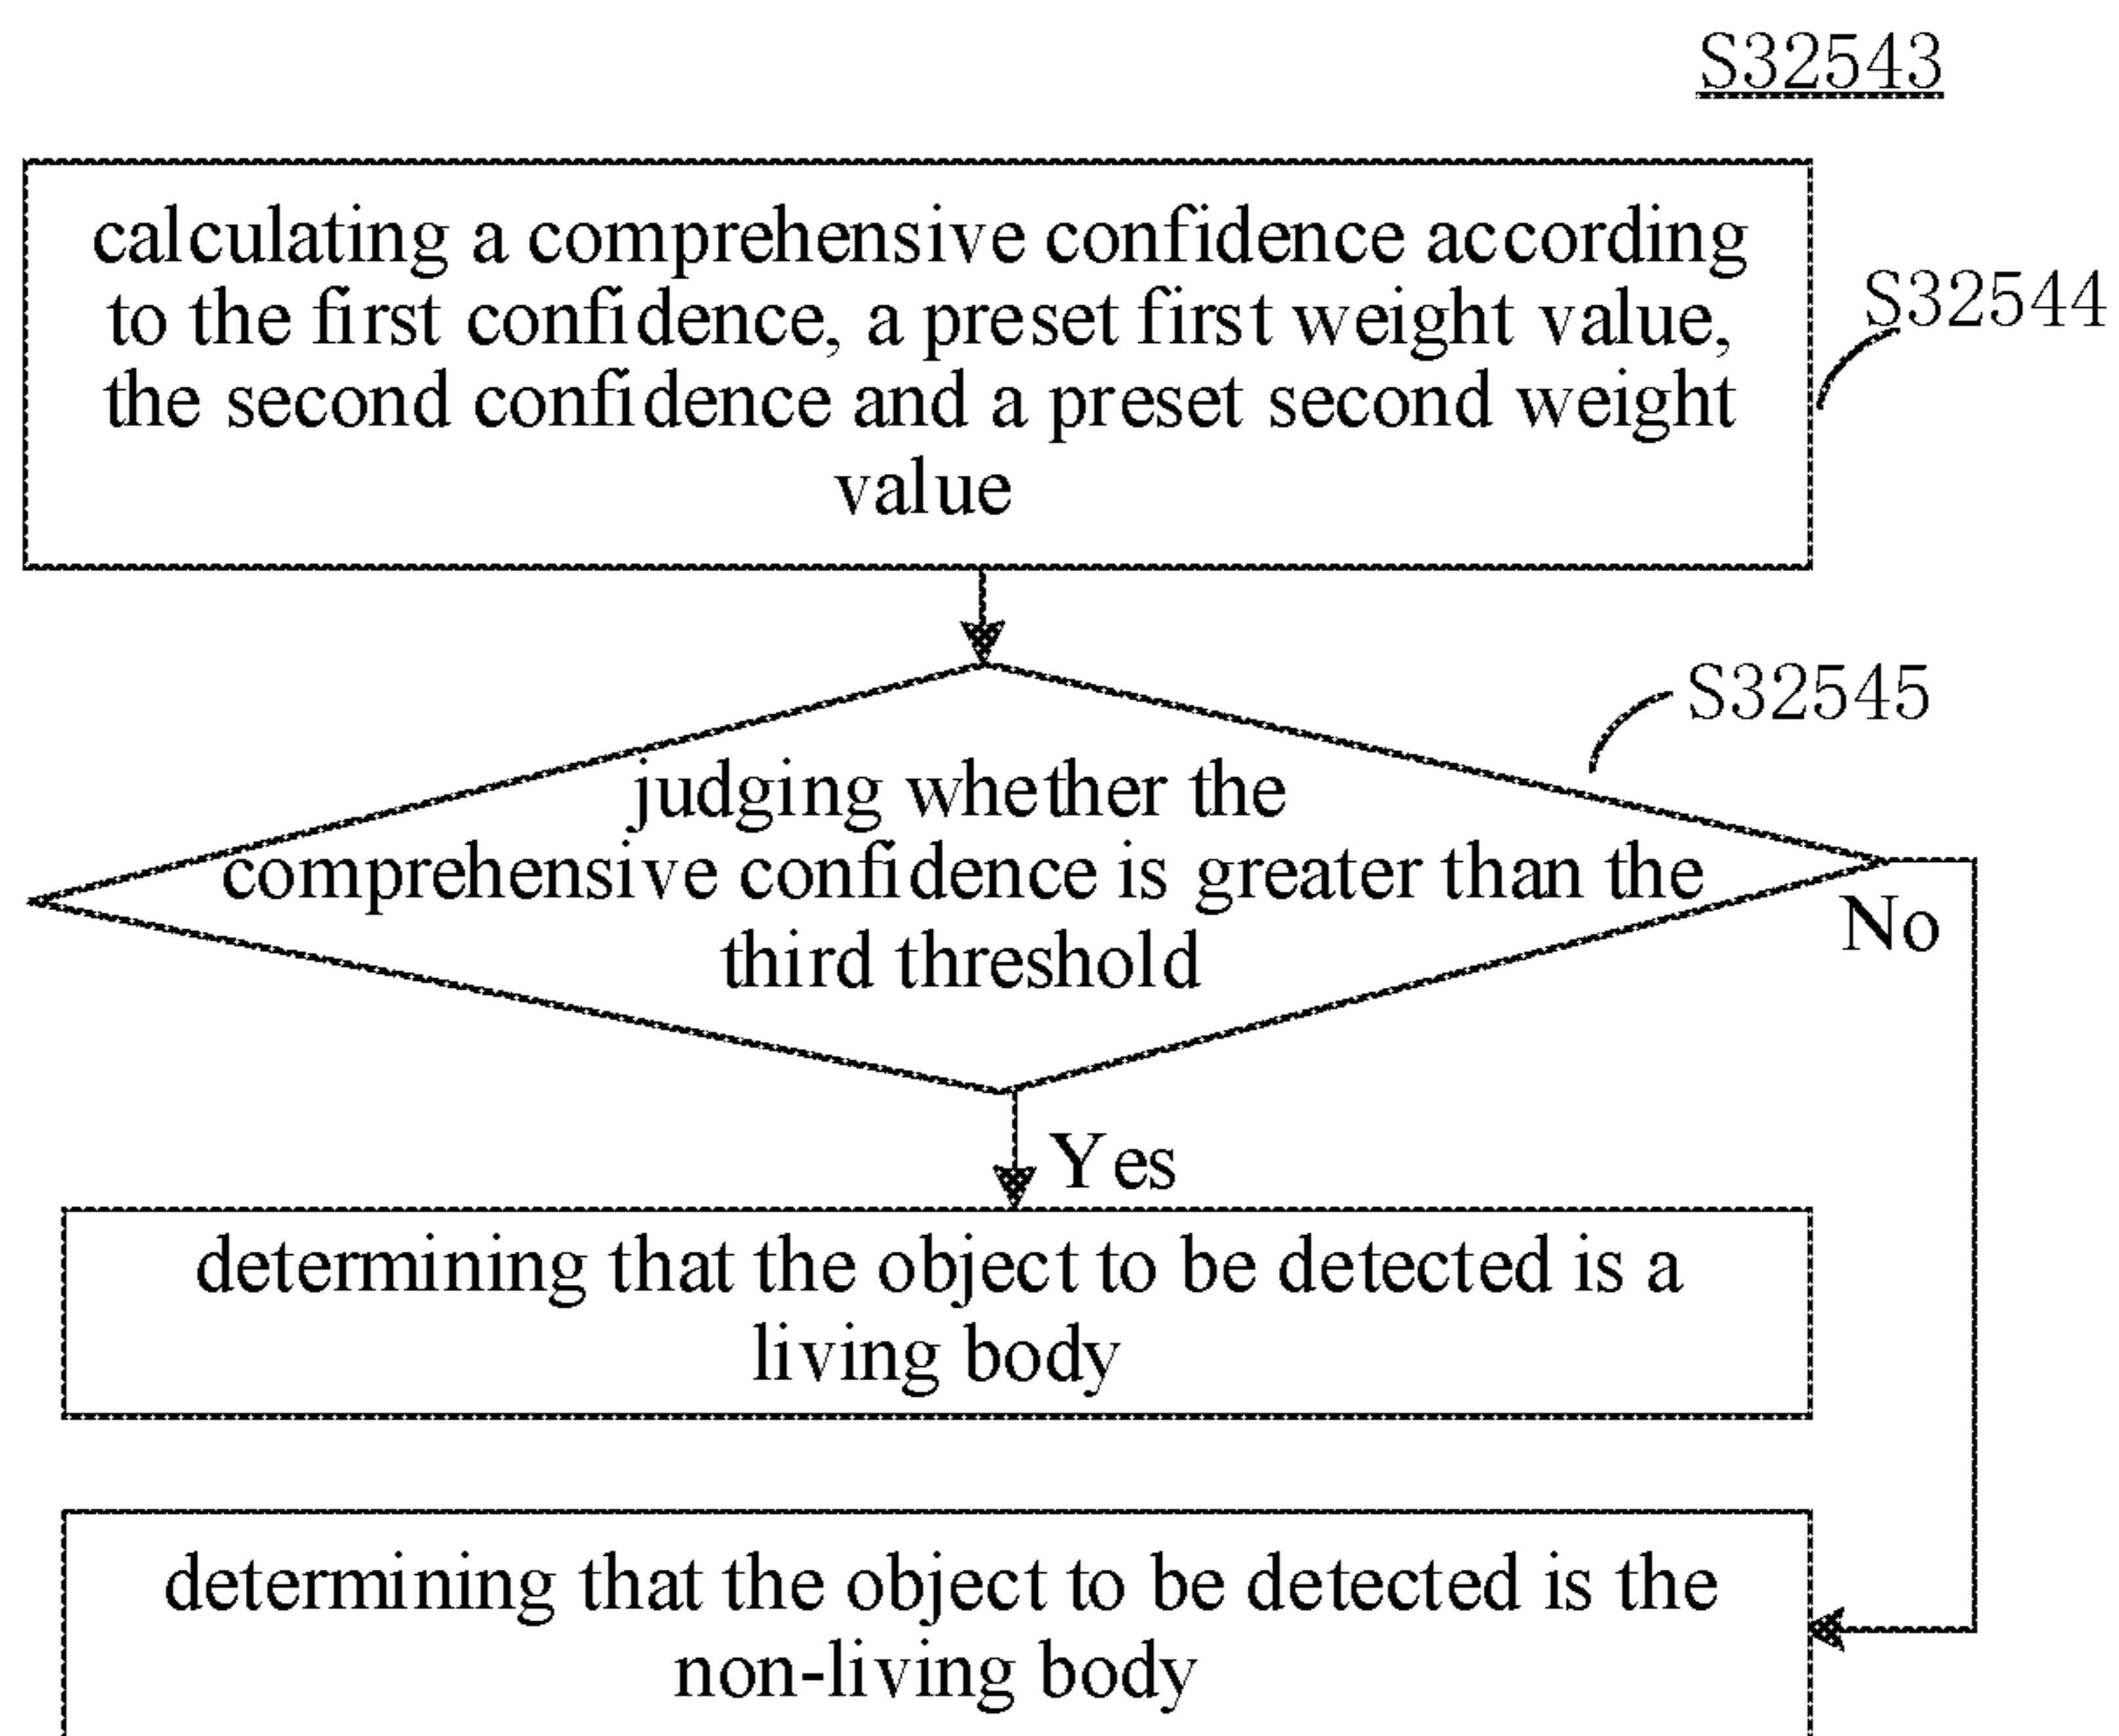 S32543
calculating a comprehensive confidence according
to the first confidence, a preset first weight value,
the second confidence and a preset second weight
value
S32544
S32545
judging whether the
comprehensive confidence is greater than the
third threshold
No
Yes
determining that the object to be detected is a
living body
determining that the object to be detected is the
non-living body